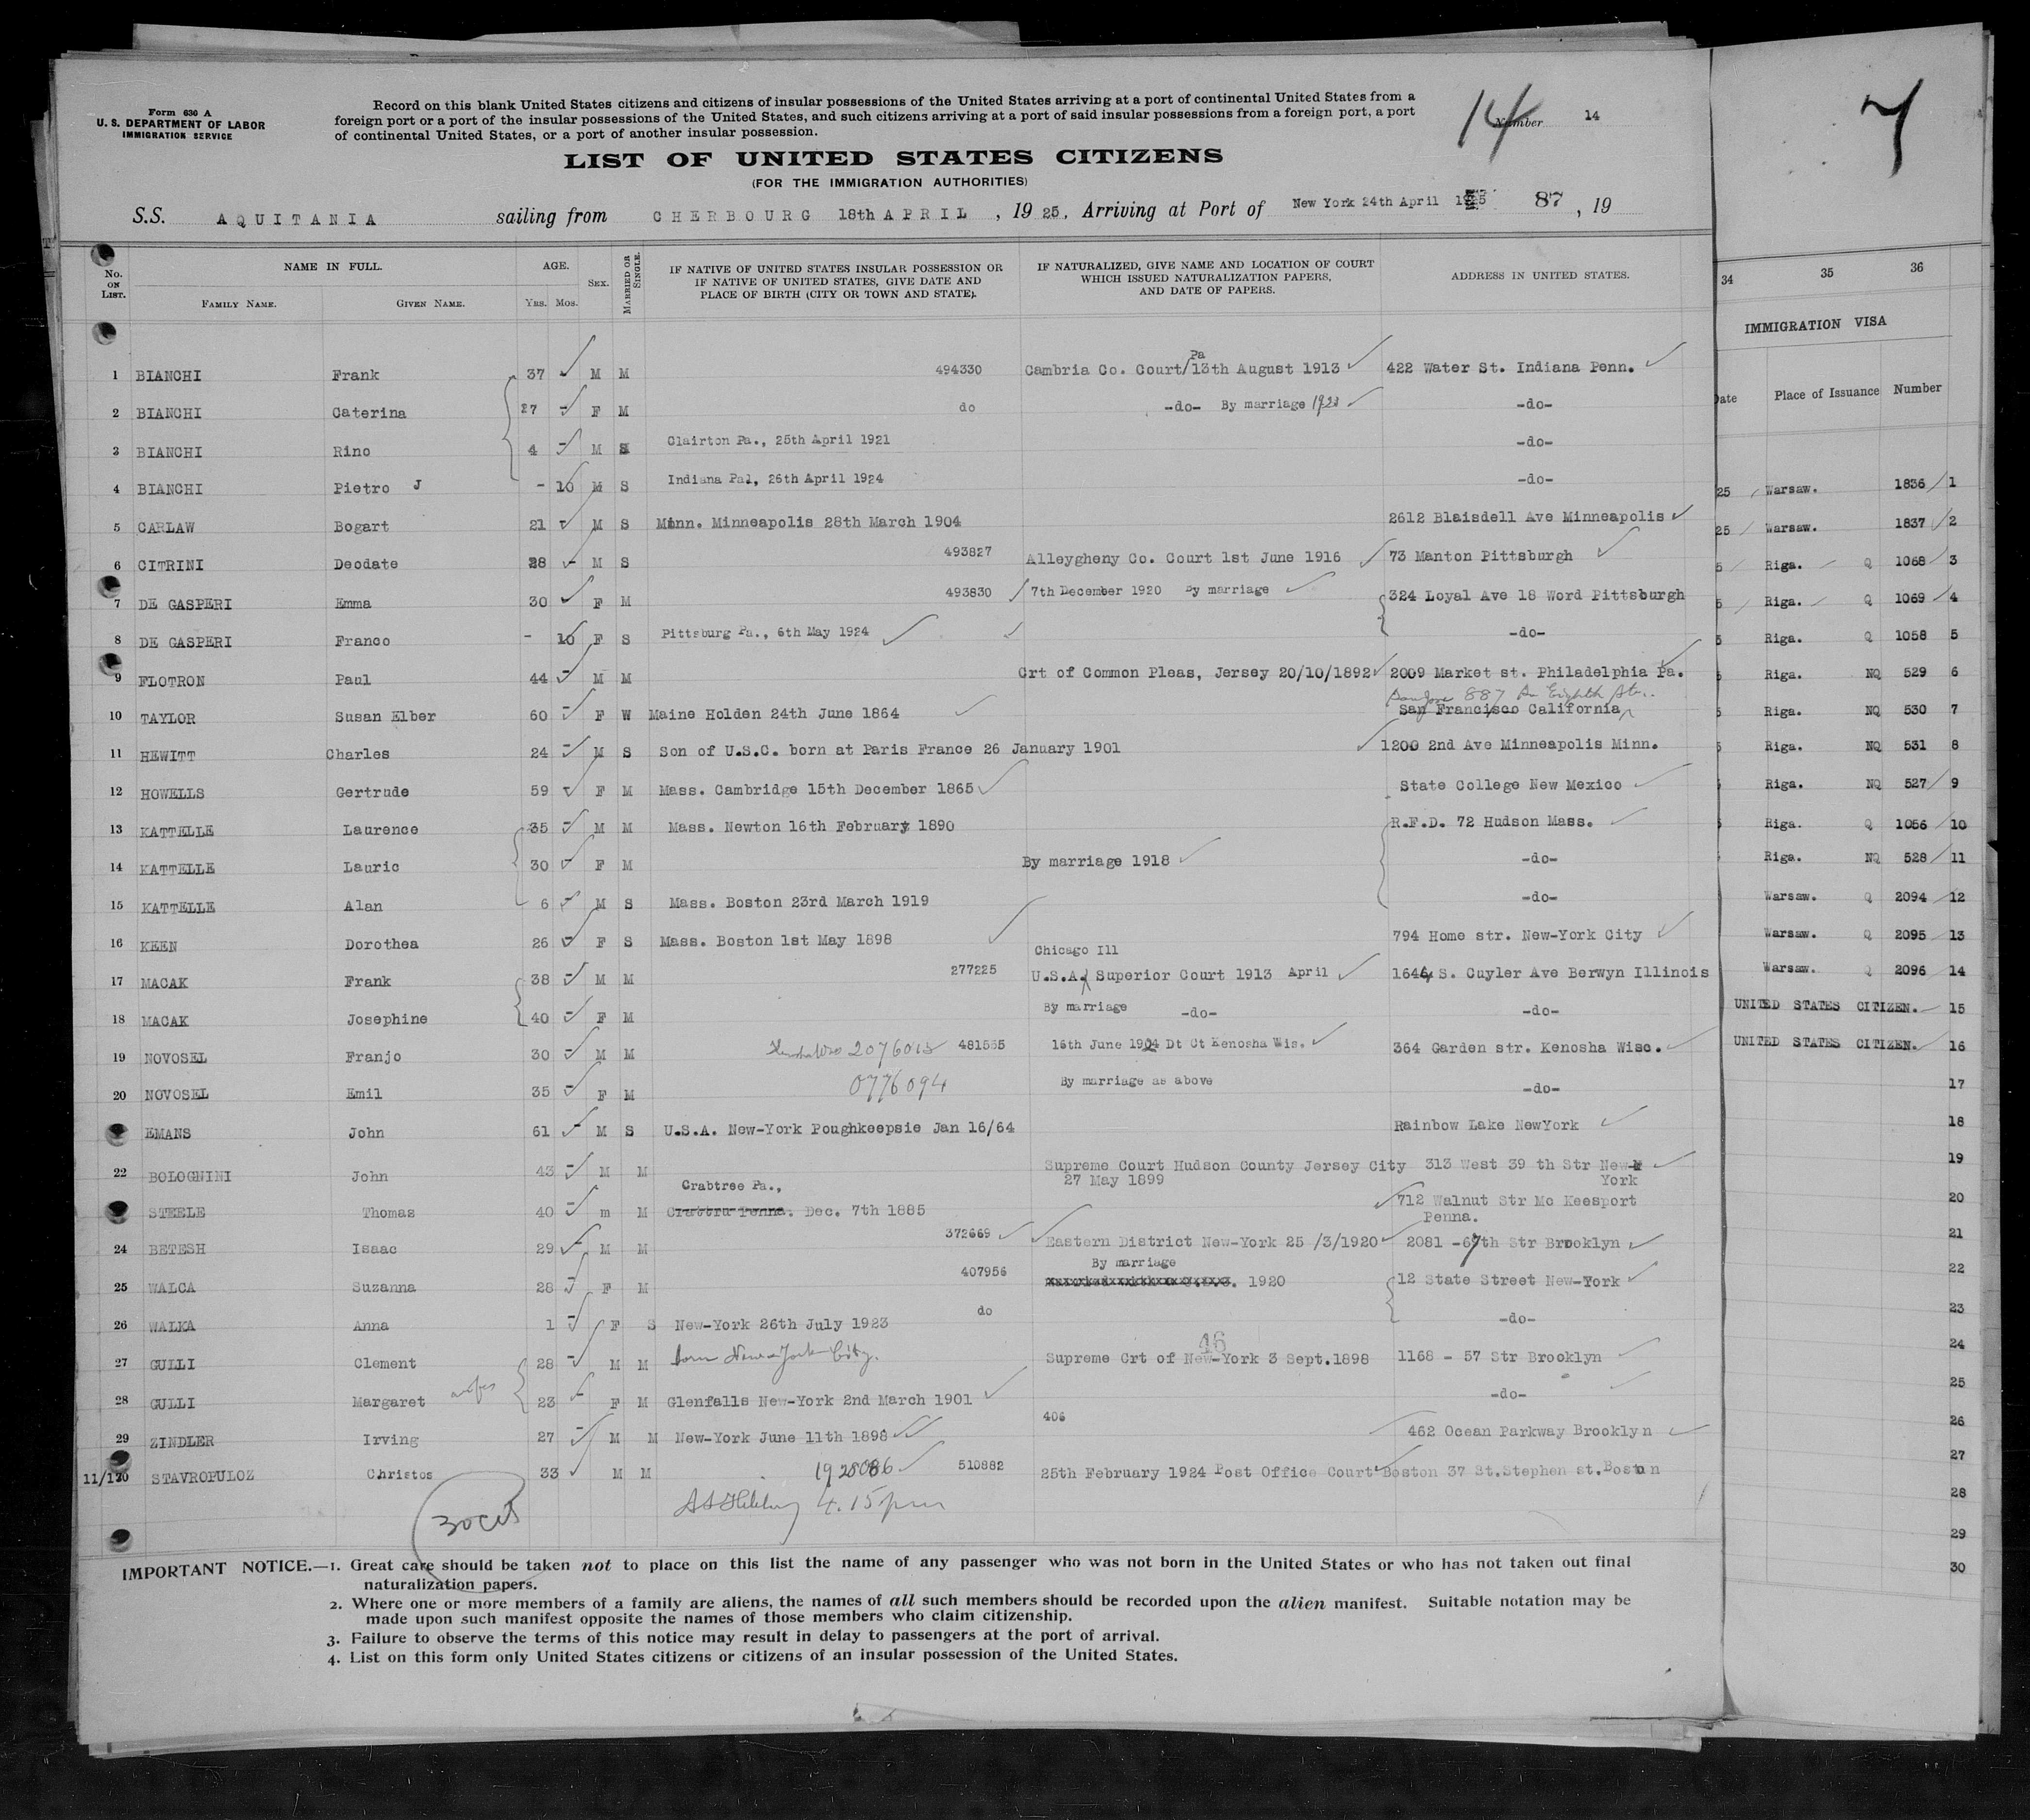 Form 630 A
U. S. DEPARTMENT OF LABOR
IMMIGRATION SERVICE
Record on this blank United States citizens and citizens of insular possessions of the United States arriving at a port of continental United States from a
foreign port or a port of the insular possessions of the United States, and such citizens arriving at a port of said insular possessions from a foreign port, a port
of continental United States, or a port of another insular possession.
14 Number 14
LIST OF UNITED STATES CITIZENS
(FOR THE IMMIGRATION AUTHORITIES)
S.S. AQUITANIA sailing from CHERBOURG 18th APRIL, 1925, Arriving at Port of New York 24th April 1925 87, 19
No. ON LIST. NAME IN FULL. FAMILY NAME. GIVEN NAME. AGE. YRS. MOS. SEX. MARRIED OR SINGLE.
IF NATIVE OF UNITED STATES INSULAR POSSESSION OR IF NATIVE OF UNITED STATES, GIVE DATE AND PLACE OF BIRTH (CITY OR TOWN AND STATE).
IF NATURALIZED, GIVE NAME AND LOCATION OF COURT WHICH ISSUED NATURALIZATION PAPERS, AND DATE OF PAPERS.
ADDRESS IN UNITED STATES.
1 BIANCHI Frank 37 M M 494330 Cambria Co. Court/Pa 13th August 1913 422 Water St. Indiana Penn.
2 BIANCHI Caterina 27 F M do -do- By marriage 1923 -do-
3 BIANCHI Rino 4 M S Clairton Pa., 25th April 1921 -do-
4 BIANCHI Pietro J - 10 M S Indiana Pal, 26th April 1924 -do-
5 CARLAW Bogart 21 M S Minn. Minneapolis 28th March 1904 2612 Blaisdell Ave Minneapolis
6 CITRINI Deodate 28 M S 493827 Alleygheny Co. Court 1st June 1916 73 Manton Pittsburgh
7 DE GASPERI Emma 30 F M 493830 7th December 1920 By marriage 324 Loyal Ave 18 Word Pittsburgh
8 DE GASPERI Franco - 10 F S Pittsburg Pa., 6th May 1924 -do-
9 FLOTRON Paul 44 M M Crt of Common Pleas, Jersey 20/10/1892 2009 Market st. Philadelphia Pa.
10 TAYLOR Susan Elber 60 F W Maine Holden 24th June 1864 San Jose 887 So Eighth St. San Francisco California
11 HEWITT Charles 24 M S Son of U.S.C. born at Paris France 26 January 1901 1200 2nd Ave Minneapolis Minn.
12 HOWELLS Gertrude 59 F M Mass. Cambridge 15th December 1865 State College New Mexico
13 KATTELLE Laurence 35 M M Mass. Newton 16th February 1890 R.F.D. 72 Hudson Mass.
14 KATTELLE Lauric 30 F M By marriage 1918 -do-
15 KATTELLE Alan 6 M S Mass. Boston 23rd March 1919 -do-
16 KEEN Dorothea 26 F S Mass. Boston 1st May 1898 794 Home str. New-York City
17 MACAK Frank 38 M M 277225 Chicago Ill U.S.A. Superior Court 1913 April 1644 S. Cuyler Ave Berwyn Illinois
18 MACAK Josephine 40 F M By marriage -do- -do-
19 NOVOSEL Franjo 30 M M 2076013 481555 16th June 1924 Dt Ct Kenosha Wis. 364 Garden str. Kenosha Wisc.
20 NOVOSEL Emil 35 F M 0776094 By marriage as above -do-
EMANS John 61 M S U.S.A. New-York Poughkeepsie Jan 16/64 Rainbow Lake NewYork
22 BOLOGNINI John 43 M M Supreme Court Hudson County Jersey City 27 May 1899 313 West 39 th Str New York
STEELE Thomas 40 m M Crabtree Pa., Crattru Penna. Dec. 7th 1885 712 Walnut Str Mc Keesport Penna.
24 BETESH Isaac 29 M M 372669 Eastern District New-York 25 /3/1920 2081 -67th Str Brooklyn
25 WALCA Suzanna 28 F M 407956 By marriage 1920 12 State Street New-York
26 WALKA Anna 1 F S New-York 26th July 1923 do -do-
27 GULLI Clement 28 M M born New-York City. 46 Supreme Crt of New-York 3 Sept.1898 1168 - 57 Str Brooklyn
28 GULLI Margaret wife 23 F M Glenfalls New-York 2nd March 1901 -do-
29 ZINDLER Irving 27 M M New-York June 11th 1898 406 462 Ocean Parkway Brooklyn
11/130 STAVROPULOZ Christos 33 M M 1928086 510882 25th February 1924 Post Office Court Boston 37 St.Stephen st.Boston
30 cits 4.15pm
IMPORTANT NOTICE.—1. Great care should be taken not to place on this list the name of any passenger who was not born in the United States or who has not taken out final
naturalization papers.
2. Where one or more members of a family are aliens, the names of all such members should be recorded upon the alien manifest. Suitable notation may be
made upon such manifest opposite the names of those members who claim citizenship.
3. Failure to observe the terms of this notice may result in delay to passengers at the port of arrival.
4. List on this form only United States citizens or citizens of an insular possession of the United States.
7
34 35 36
IMMIGRATION VISA
Date Place of Issuance Number
25 Warsaw. 1836 1
25 Warsaw. 1837 2
5 Riga. Q 1068 3
5 Riga. Q 1069 4
5 Riga. Q 1058 5
Riga. NQ 529 6
Riga. NQ 530 7
Riga. NQ 531 8
Riga. NQ 527 9
Riga. Q 1056 10
Riga. NQ 528 11
Warsaw. Q 2094 12
Warsaw. Q 2095 13
Warsaw. Q 2096 14
UNITED STATES CITIZEN. 15
UNITED STATES CITIZEN. 16
17
18
19
20
21
22
23
24
25
26
27
28
29
30